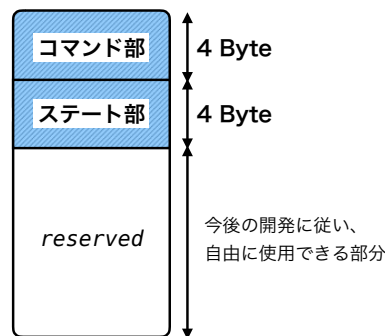 コマンド部
4 Byte
ステート部
4 Byte
reserved
今後の開発に従い、
自由に使用できる部分